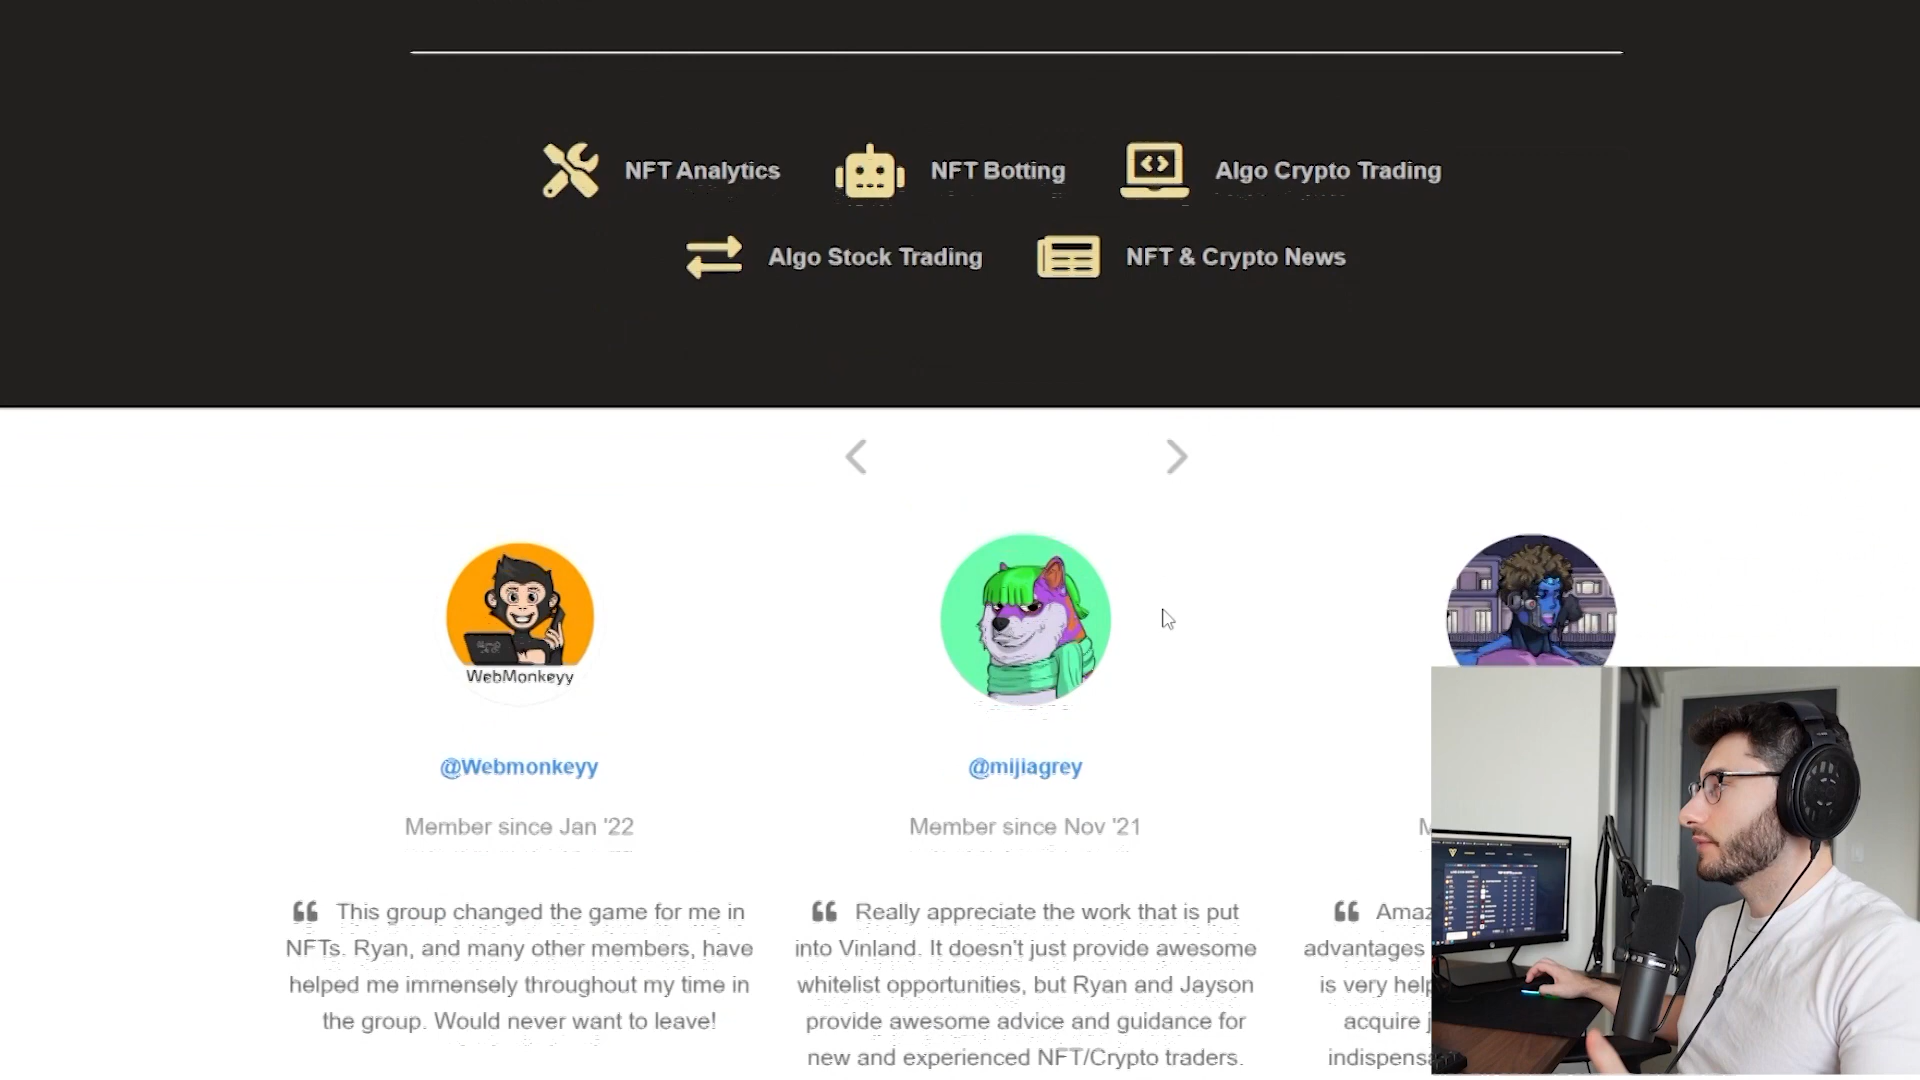 NFT Analytics
NFT Botting
Algo Crypto Trading
Algo Stock Trading
NFT & Crypto News
WebMonkeyy
@Webmonkeyy
Member since Jan '22
This group changed the game for me in
NFTs. Ryan, and many other members, have
helped me immensely throughout my time in
the group. Would never want to leave!
@mijiagrey
Member since Nov '21
Really appreciate the work that is put
into Vinland. It doesn't just provide awesome
whitelist opportunities, but Ryan and Jayson
provide awesome advice and guidance for
new and experienced NFT/Crypto traders.
advantages
is very
acquire